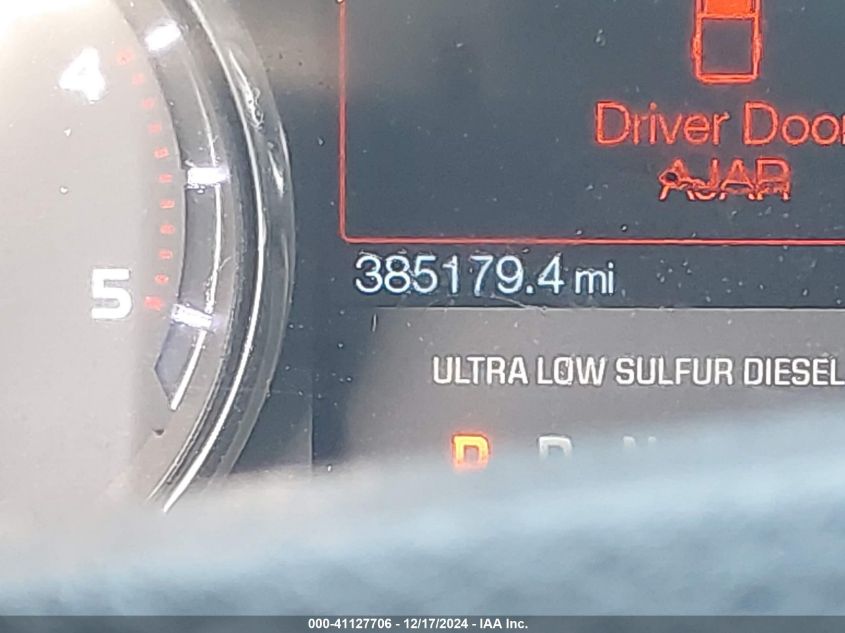 4
5
Driver Door
AJAR
385179.4 mi
ULTRA LOW SULFUR DIESEL
P R N
000-41127706 - 12/17/2024 - IAA Inc.